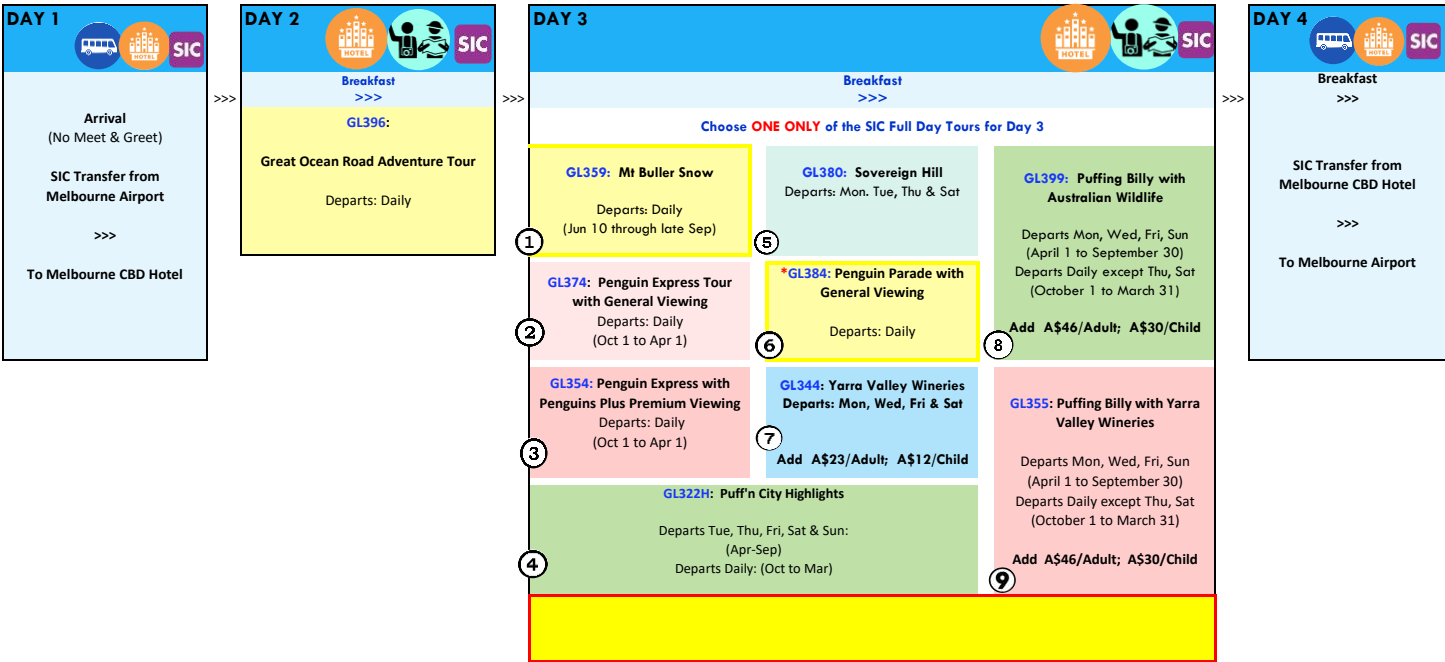 DAY 1
SIC
Arrival
(No Meet & Greet)
SIC Transfer from
Melbourne Airport
>>>
To Melbourne CBD Hotel
>>>
DAY 2
HOTEL
SIC
Breakfast
>>>
GL396:
Great Ocean Road Adventure Tour
Departs: Daily
>>>
DAY 3
HOTEL
SIC
Breakfast
>>>
Choose ONE ONLY of the SIC Full Day Tours for Day 3
GL359: Mt Buller Snow
Departs: Daily
(Jun 10 through late Sep)
1
GL374: Penguin Express Tour
with General Viewing
Departs: Daily
(Oct 1 to Apr 1)
2
GL354: Penguin Express with
Penguins Plus Premium Viewing
Departs: Daily
(Oct 1 to Apr 1)
3
GL322H: Puff'n City Highlights
Departs Tue, Thu, Fri, Sat & Sun:
(Apr-Sep)
Departs Daily: (Oct to Mar)
4
GL380: Sovereign Hill
Departs: Mon. Tue, Thu & Sat
5
*GL384: Penguin Parade with
General Viewing
Departs: Daily
6
GL344: Yarra Valley Wineries
Departs: Mon, Wed, Fri & Sat
7
Add A$23/Adult; A$12/Child
GL399: Puffing Billy with
Australian Wildlife
Departs Mon, Wed, Fri, Sun
(April 1 to September 30)
Departs Daily except Thu, Sat
(October 1 to March 31)
Add A$46/Adult; A$30/Child
8
GL355: Puffing Billy with Yarra
Valley Wineries
Departs Mon, Wed, Fri, Sun
(April 1 to September 30)
Departs Daily except Thu, Sat
(October 1 to March 31)
Add A$46/Adult; A$30/Child
9
>>>
DAY 4
HOTEL
SIC
Breakfast
>>>
SIC Transfer from
Melbourne CBD Hotel
>>>
To Melbourne Airport